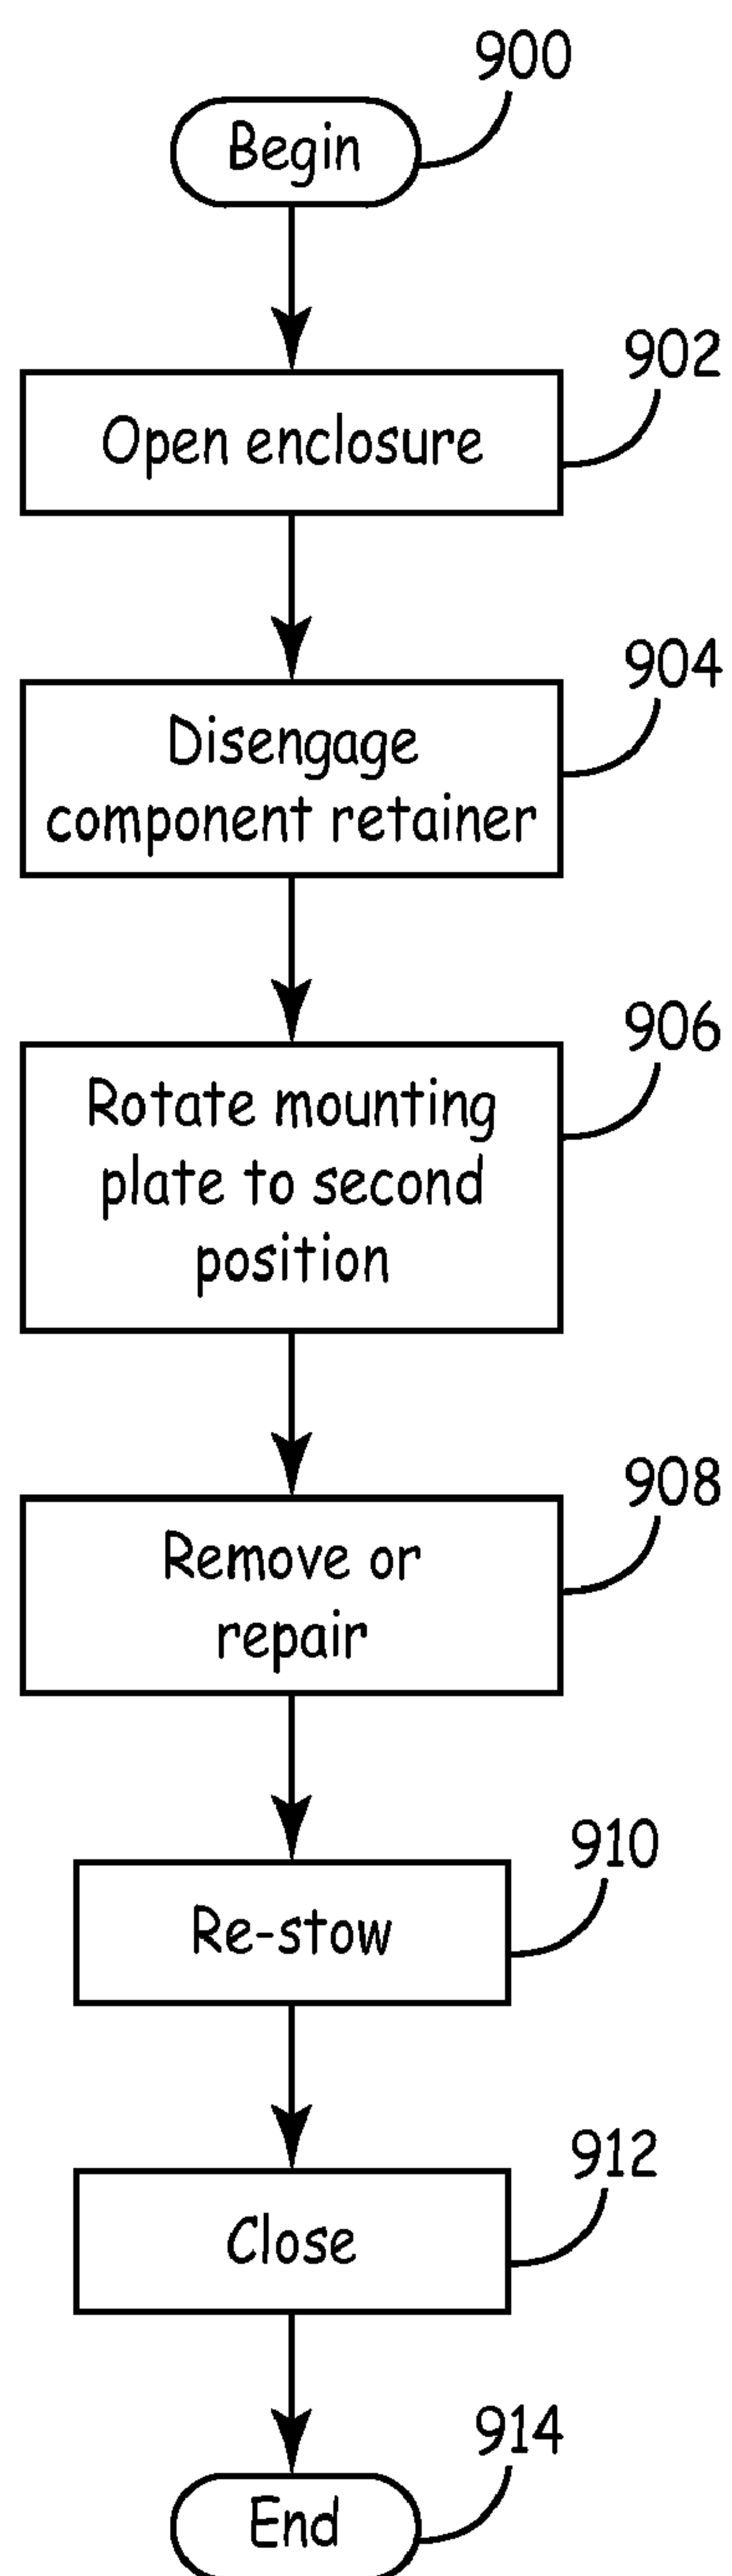 900
Begin
902
Open enclosure
904
Disengage
component retainer
906
Rotate mounting
plate to second
position
908
Remove or
repair
910
Re-stow
912
Close
914
End